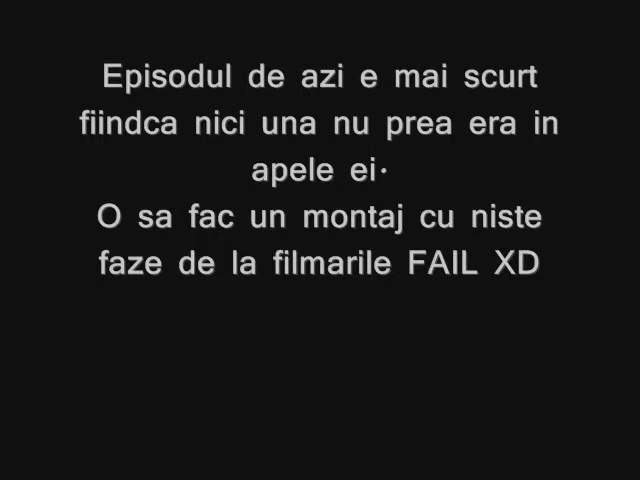 Episodul de azi e mai scurt
fiindca nici una nu prea era in
apele ei.
O sa fac un montaj cu niste
faze de la filmarile FAIL XD